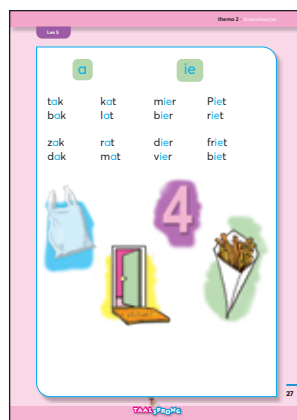 thema 2 - Kriebelbeestjes
Les 5
a ie
tak kat mier Piet
bak lat bier riet
zak rat dier friet
dak mat vier biet
4
27
TAALSPRONG